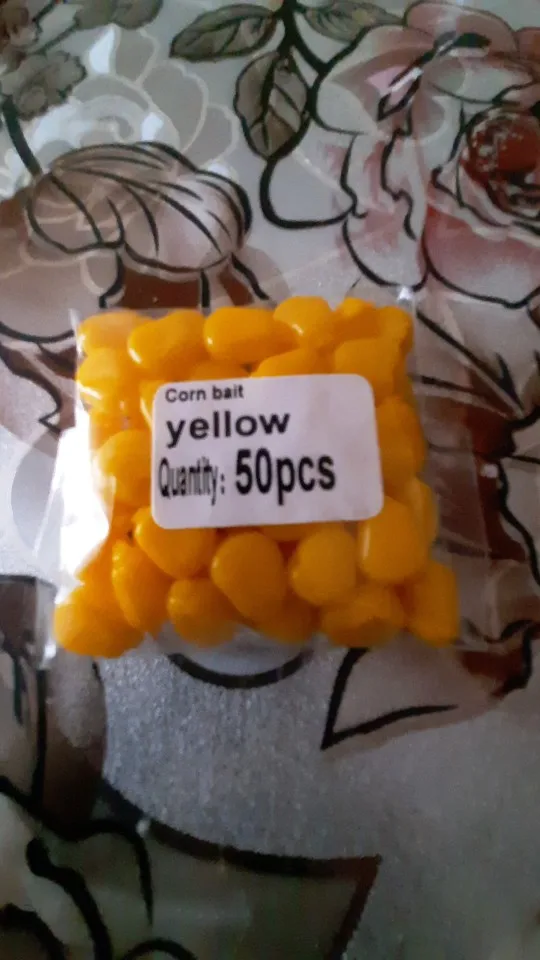 Corn bait
yellow
Quantity: 50pcs